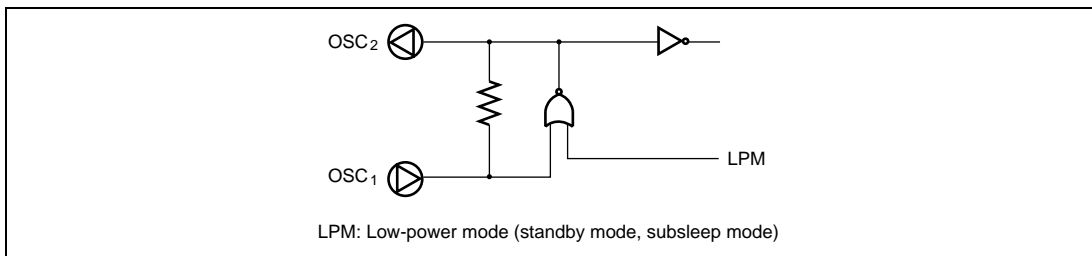 OSC2
LPM
OSC1
LPM: Low-power mode (standby mode, subsleep mode)